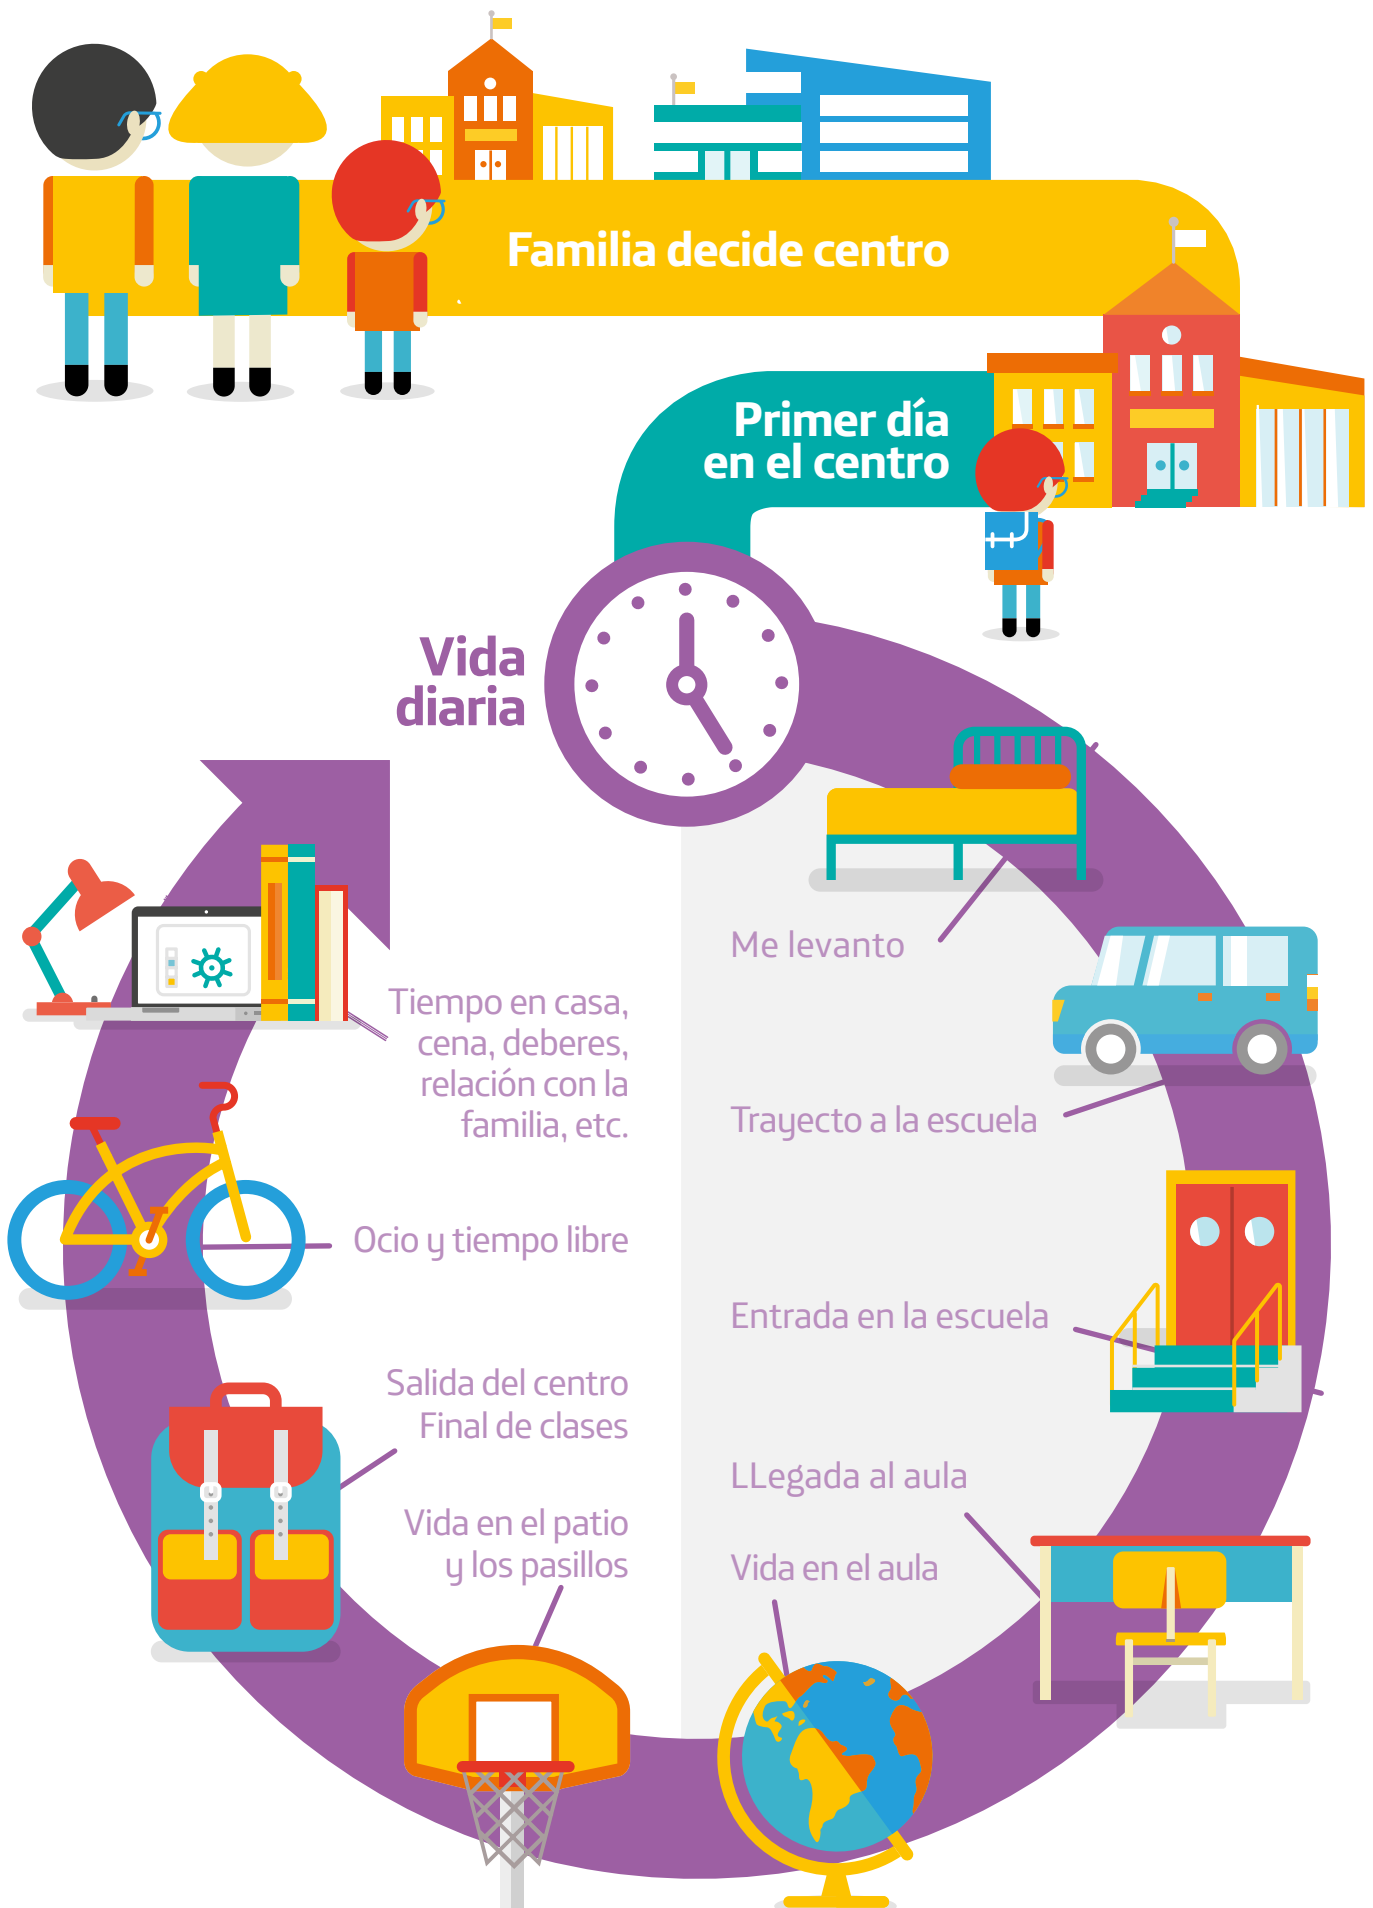 Familia decide centro
Primer día
en el centro
Vida
diaria
Me levanto
Trayecto a la escuela
Entrada en la escuela
LLegada al aula
Vida en el aula
Vida en el patio
y los pasillos
Salida del centro
Final de clases
Ocio y tiempo libre
Tiempo en casa,
cena, deberes,
relación con la
familia, etc.